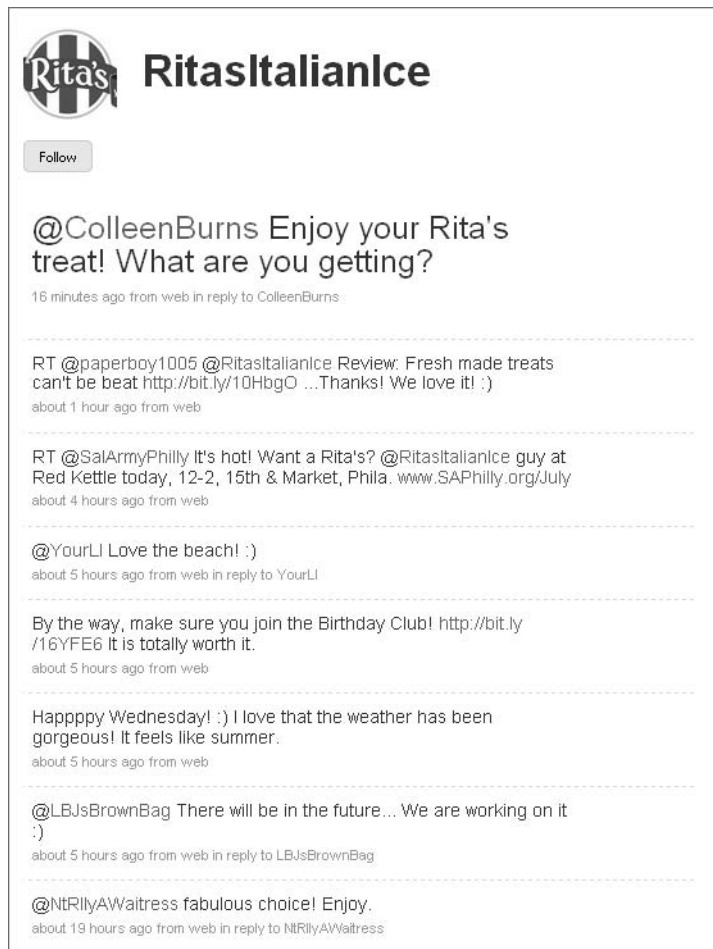 Rita's
RitasItalianIce
Follow
@ColleenBurns Enjoy your Rita's
treat! What are you getting?
16 minutes ago from web in reply to ColleenBurns
RT @paperboy1005 @RitasItalianIce Review: Fresh made treats
can't be beat http://bit.ly/10HbgO ...Thanks! We love it! :)
about 1 hour ago from web
RT @SalArmyPhilly It's hot! Want a Rita's? @RitasItalianIce guy at
Red Kettle today, 12-2, 15th & Market, Phila. www.SAPhilly.org/July
about 4 hours ago from web
@YourLI Love the beach! :)
about 5 hours ago from web in reply to YourLI
By the way, make sure you join the Birthday Club! http://bit.ly
/16YFE6 It is totally worth it.
about 5 hours ago from web
Happppy Wednesday! :) I love that the weather has been
gorgeous! It feels like summer.
about 5 hours ago from web
@LBJsBrownBag There will be in the future... We are working on it
:)
about 5 hours ago from web in reply to LBJsBrownBag
@NtRllyAWaitress fabulous choice! Enjoy.
about 19 hours ago from web in reply to NtRllyAWaitress